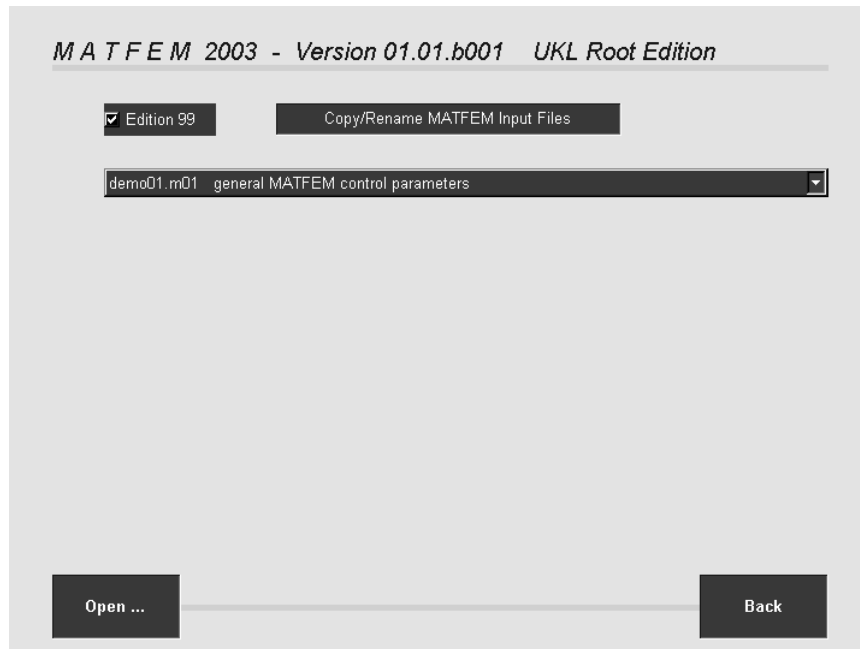 M A T F E M 2003 - Version 01.01.b001 UKL Root Edition
Edition 99 Copy/Rename MATFEM Input Files
demo01.m01 general MATFEM control parameters
Open ... Back